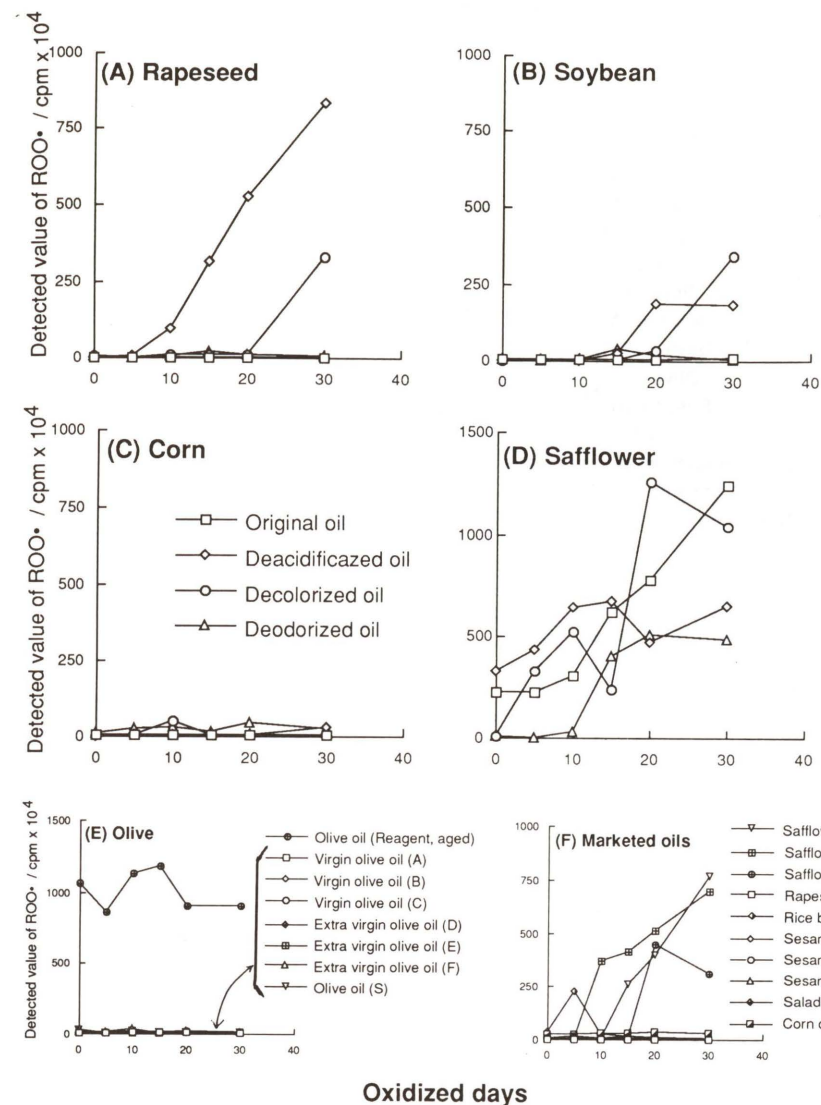 (A) Rapeseed
Detected value of ROO• / cpm x 10⁴
1000
750
500
250
0
0 10 20 30 40
(B) Soybean
1000
750
500
250
0
0 10 20 30 40
(C) Corn
Detected value of ROO• / cpm x 10⁴
1000
750
500
250
0
0 10 20 30 40
Original oil
Deacidificazed oil
Decolorized oil
Deodorized oil
(D) Safflower
1500
1000
500
0
0 10 20 30 40
(E) Olive
Detected value of ROO• / cpm x 10⁴
1500
1000
500
0
0 10 20 30 40
Olive oil (Reagent, aged)
Virgin olive oil (A)
Virgin olive oil (B)
Virgin olive oil (C)
Extra virgin olive oil (D)
Extra virgin olive oil (E)
Extra virgin olive oil (F)
Olive oil (S)
(F) Marketed oils
1000
750
500
250
0
0 10 20 30 40
Rice
Salad
Corn
Oxidized days